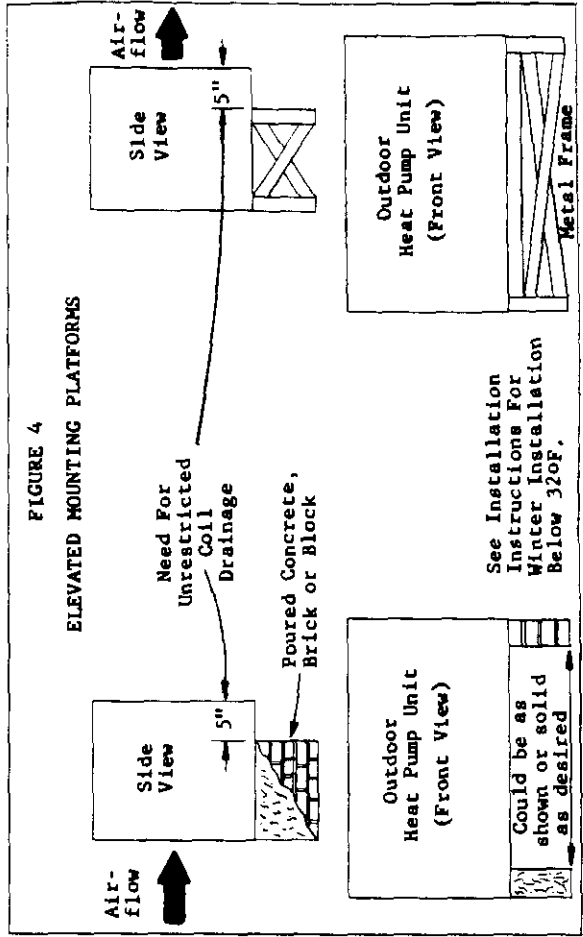 FIGURE 4
ELEVATED MOUNTING PLATFORMS
Air-
flow
Side
View
5"
Need For
Unrestricted
Coil
Drainage
Poured Concrete,
Brick or Block
Side
View
5"
Air-
flow
Outdoor
Heat Pump Unit
(Front View)
Could be as
shown or solid
as desired
See Installation
Instructions For
Winter Installation
Below 32ºF.
Outdoor
Heat Pump Unit
(Front View)
Metal Frame